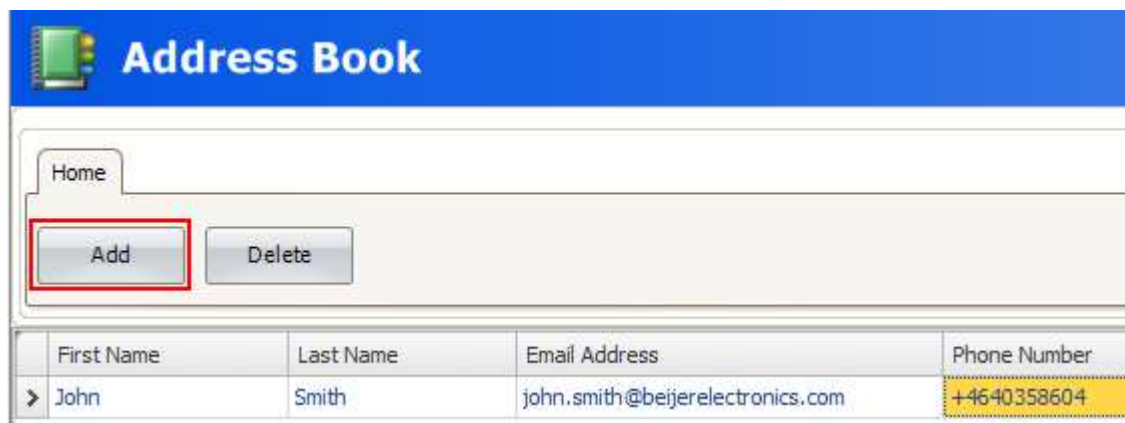 Address Book
Home
Add Delete
First Name Last Name Email Address Phone Number
John Smith john.smith@beijerelectronics.com +4640358604